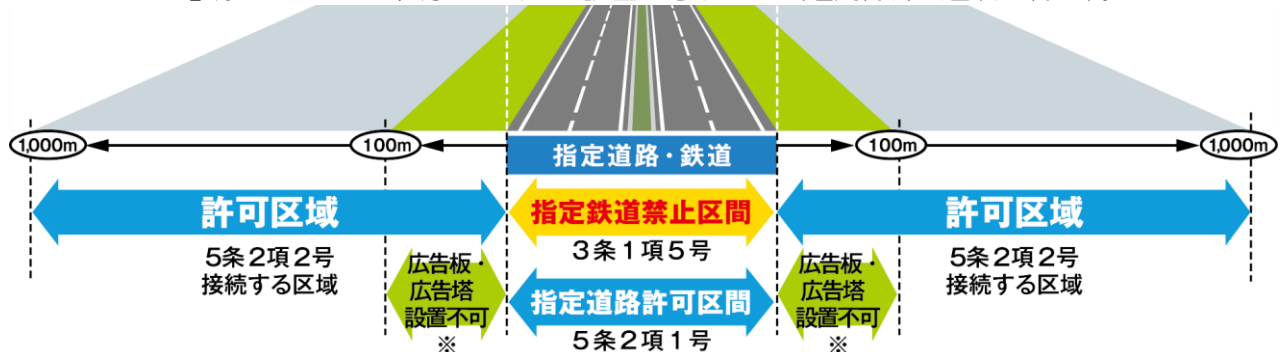 1,000m
100m
指定道路・鉄道
100m
1,000m
許可区域
指定鉄道禁止区間
許可区域
5条2項2号
接続する区域
3条1項5号
5条2項2号
接続する区域
広告板・
広告塔
設置不可
※
指定道路許可区間
5条2項1号
広告板・
広告塔
設置不可
※